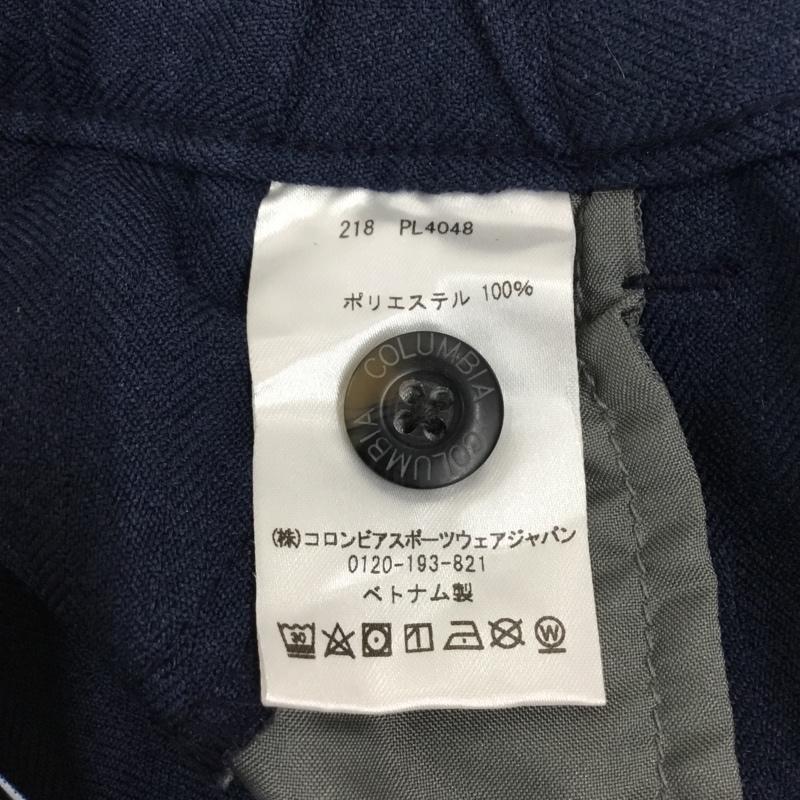 218 PL4048
ポリエステル 100%
COLUMBIA COLUMBIA
(株)コロンビアスポーツウェアジャパン
0120-193-821
ベトナム製
30 W